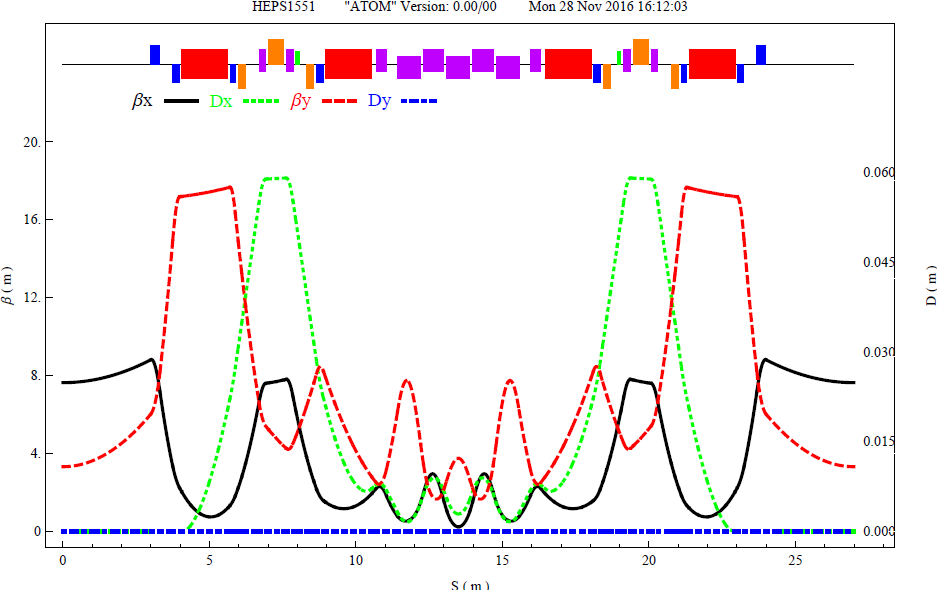 HEPS1551 "ATOM" Version: 0.00/00 Mon 28 Nov 2016 16:12:03
βx Dx βy Dy
20.
16.
12.
8.
4.
0
β ( m )
0.060
0.045
0.030
0.015
0.000
D ( m )
0 5 10 15 20 25
S ( m )